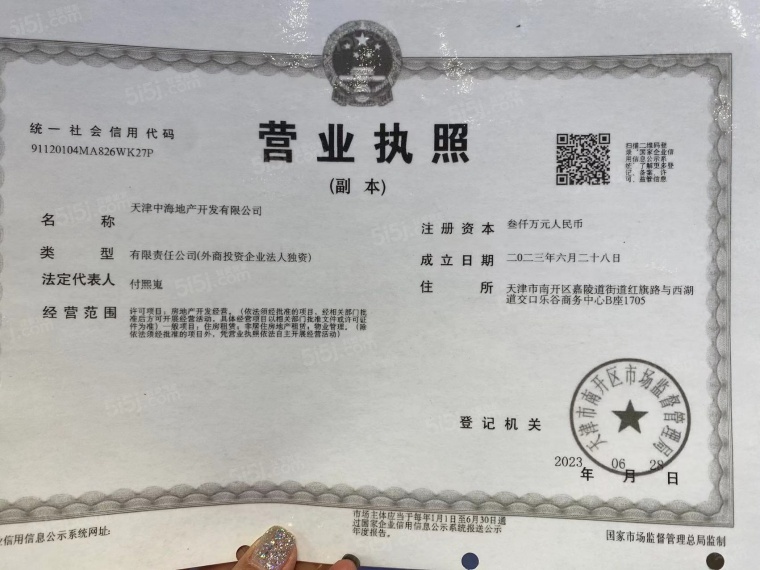 统一社会信用代码
91120104MA826WK27P
营业执照
(副 本)
扫描二维码登
录“国家企业信
用信息公示系
统”了解更多登
记、备案、许
可、监管信息
名 称
天津中海地产开发有限公司
类 型
有限责任公司(外商投资企业法人独资)
法定代表人
付熙嵬
经营范围
许可项目：房地产开发经营。（依法须经批准的项目，经相关部门批
准后方可开展经营活动，具体经营项目以相关部门批准文件或许可证
件为准）一般项目：住房租赁；非居住房地产租赁；物业管理。（除
依法须经批准的项目外，凭营业执照依法自主开展经营活动）
注册资本
叁仟万元人民币
成立日期
二〇二三年六月二十八日
住 所
天津市南开区嘉陵道街道红旗路与西湖
道交口乐谷商务中心B座1705
登记机关
天津市南开区市场监督管理局
2023 年 06 月 28 日
业信用信息公示系统网址:
市场主体应当于每年1月1日至6月30日通
过国家企业信用信息公示系统报送公示
年度报告。
国家市场监督管理总局监制
515j.com